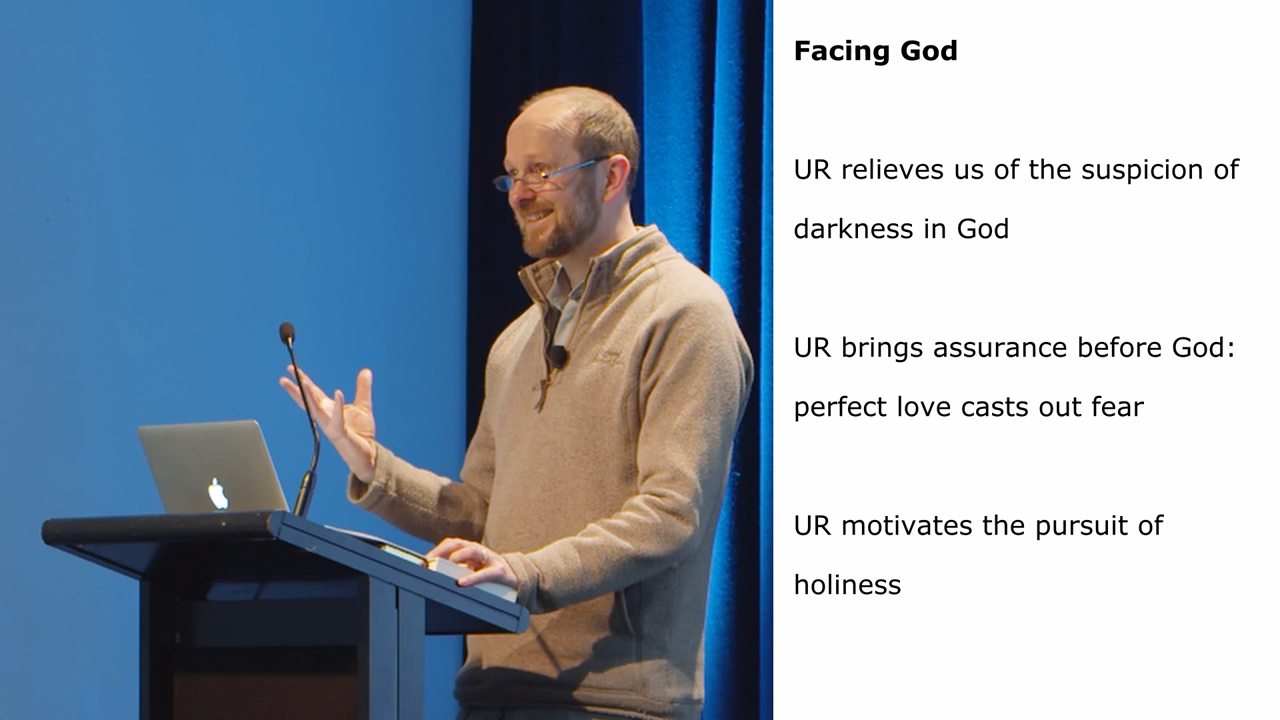 Facing God
UR relieves us of the suspicion of
darkness in God
UR brings assurance before God:
perfect love casts out fear
UR motivates the pursuit of
holiness